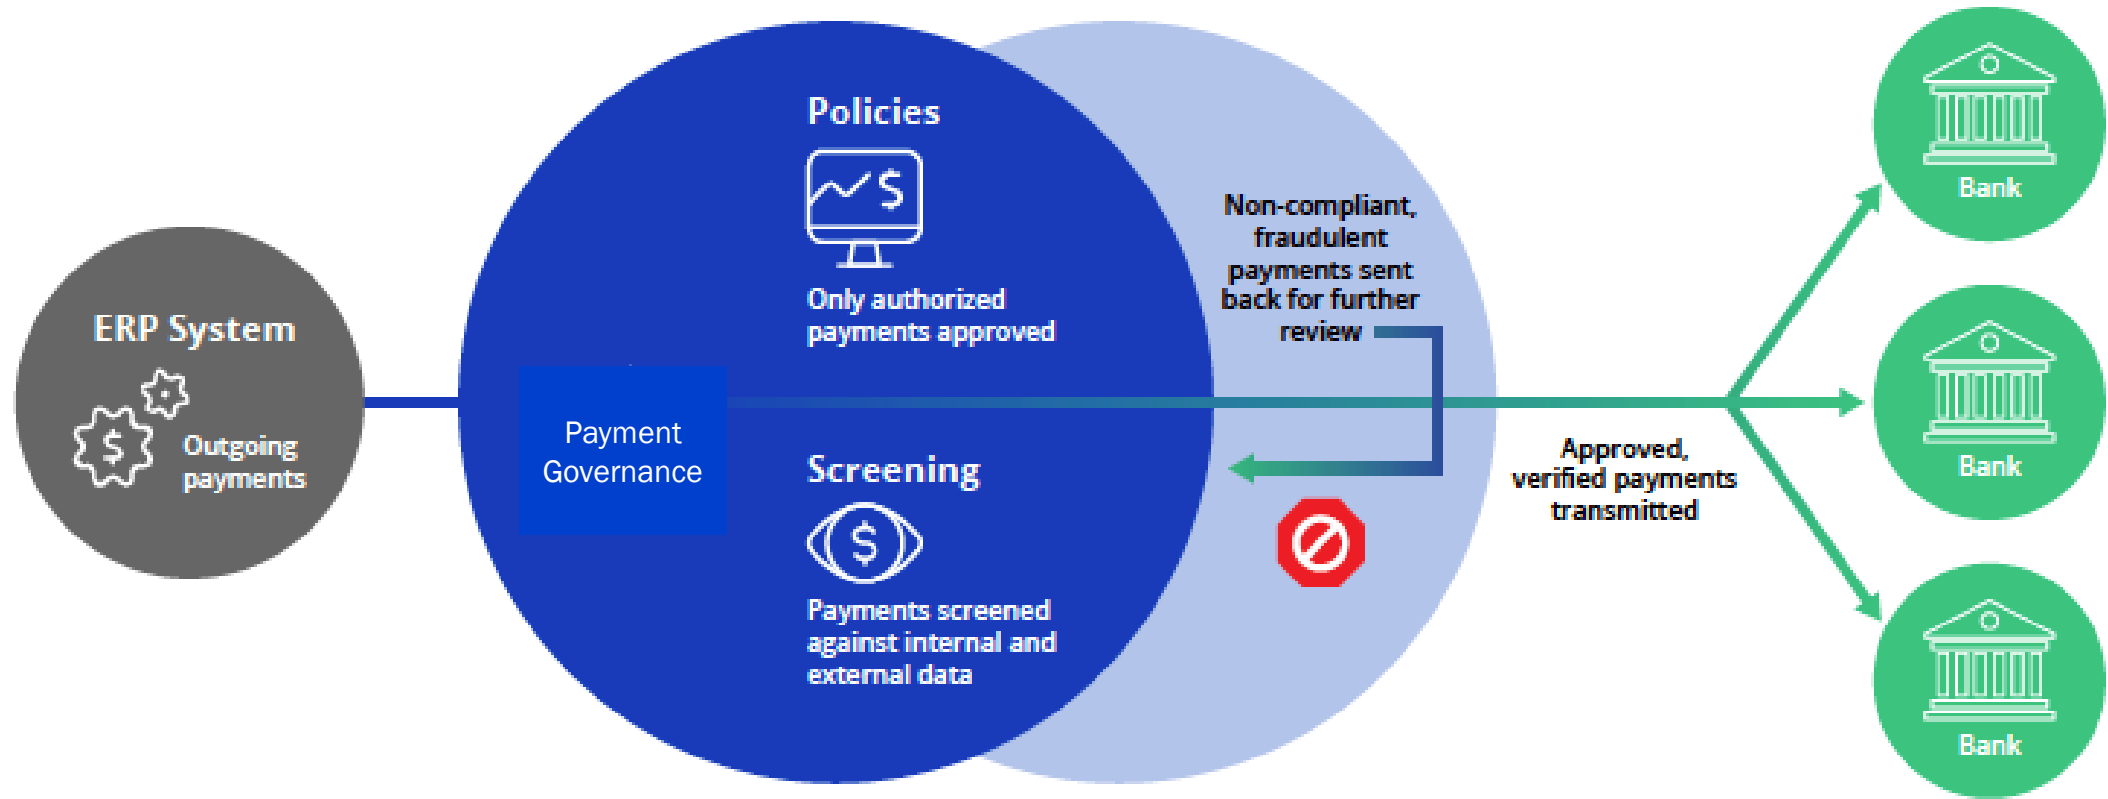 ERP System
Outgoing
payments
Payment
Governance
Policies
$
Only authorized
payments approved
Screening
$
Payments screened
against internal and
external data
Non-compliant,
fraudulent
payments sent
back for further
review
Approved,
verified payments
transmitted
Bank
Bank
Bank